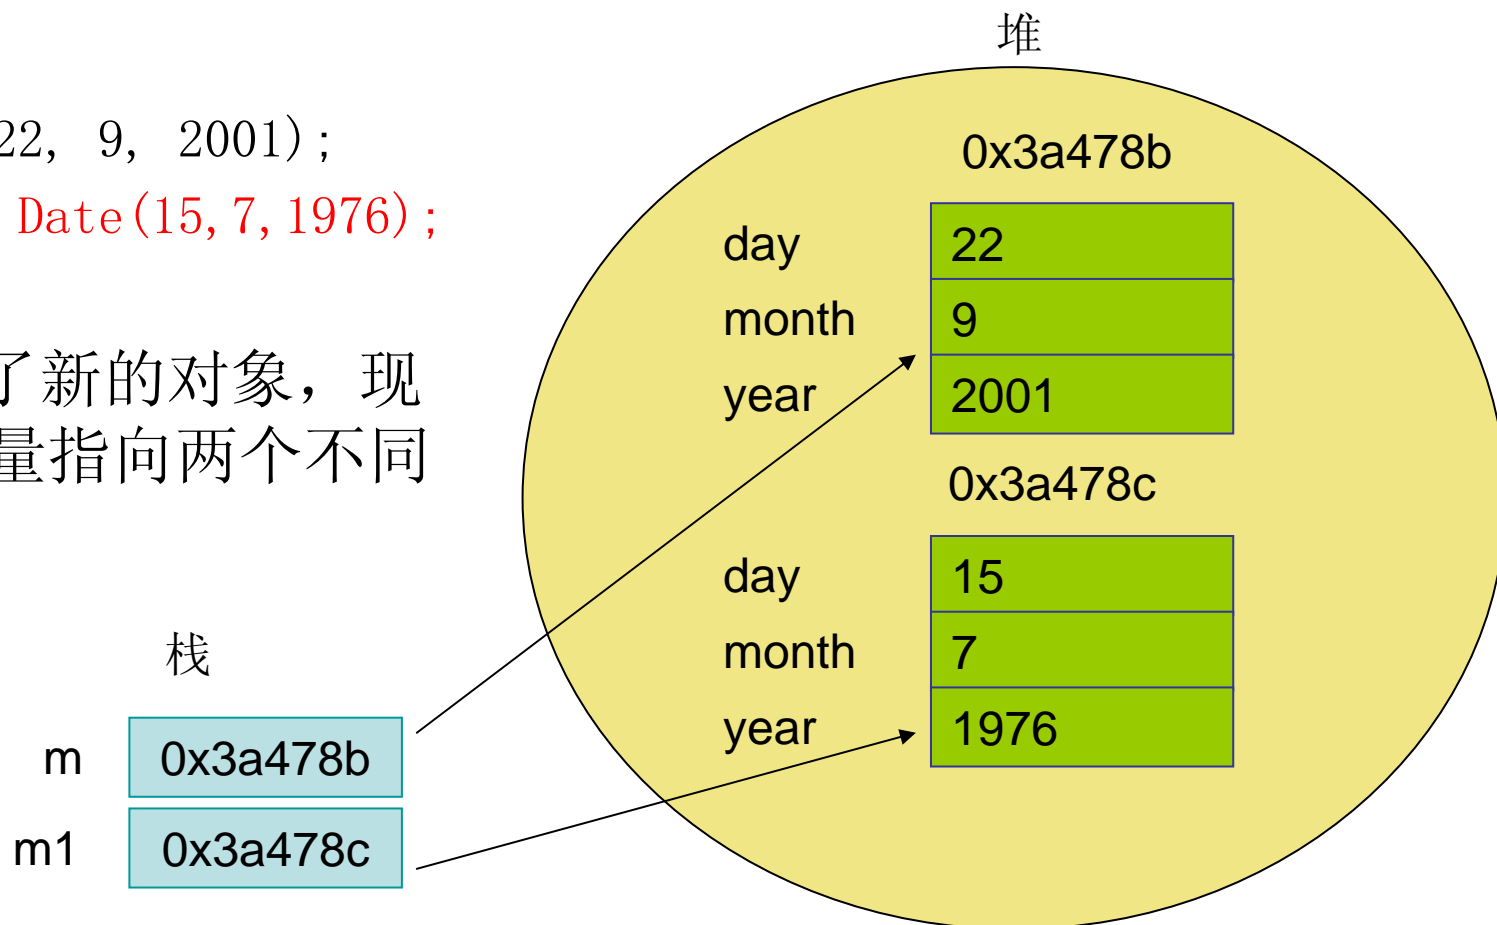 22, 9, 2001);
Date(15,7,1976);
了新的对象，现
量指向两个不同
栈
m 0x3a478b
m1 0x3a478c
堆
0x3a478b
day 22
month 9
year 2001
0x3a478c
day 15
month 7
year 1976